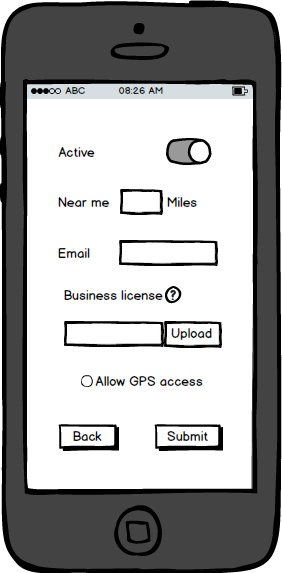 ABC 08:26 AM
Active
Near me Miles
Email
Business license ?
Upload
Allow GPS access
Back Submit